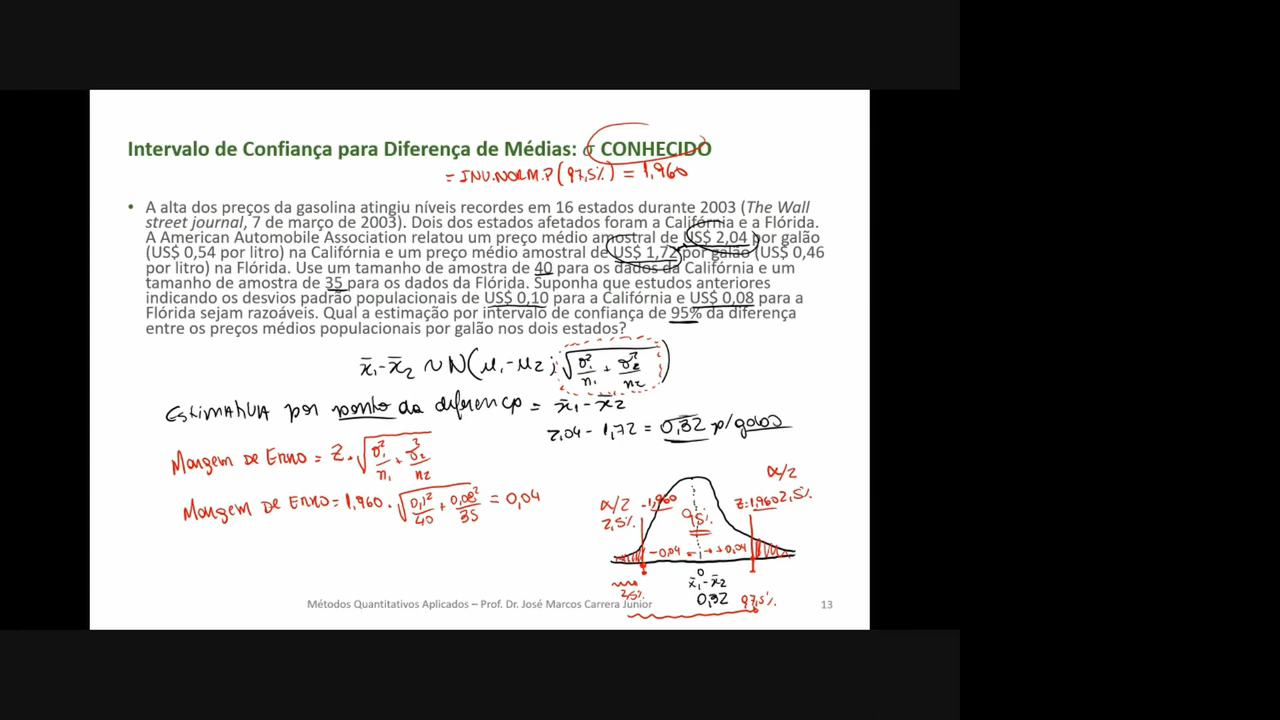 Intervalo de Confiança para Diferença de Médias: σ CONHECIDO
= INV.NORM.P(97,5%) = 1,960
• A alta dos preços da gasolina atingiu níveis recordes em 16 estados durante 2003 (The Wall
street journal, 7 de março de 2003). Dois dos estados afetados foram a Califórnia e a Flórida.
A American Automobile Association relatou um preço médio amostral de US$ 2,04 por galão
(US$ 0,54 por litro) na Califórnia e um preço médio amostral de US$ 1,72 por galão (US$ 0,46
por litro) na Flórida. Use um tamanho de amostra de 40 para os dados da Califórnia e um
tamanho de amostra de 35 para os dados da Flórida. Suponha que estudos anteriores
indicando os desvios padrão populacionais de US$ 0,10 para a Califórnia e US$ 0,08 para a
Flórida sejam razoáveis. Qual a estimação por intervalo de confiança de 95% da diferença
entre os preços médios populacionais por galão nos dois estados?
x̄₁-x̄₂ ~ N(μ₁-μ₂; √(σ₁²/n₁ + σ₂²/n₂))
ESTIMATIVA por ponto da diferença = x̄₁-x̄₂
2,04 - 1,72 = 0,32 p/ galão
Margem de Erro = Z . √(σ₁²/n₁ + σ₂²/n₂)
Margem de Erro = 1,960 . √(0,1²/40 + 0,08²/35) = 0,04
α/2
α/2 -1,960 z=1,960 2,5%
2,5% 95%
-0,04 +0,04
0
x̄₁-x̄₂
2,5% 0,32 97,5%
Métodos Quantitativos Aplicados – Prof. Dr. José Marcos Carrera Junior 13